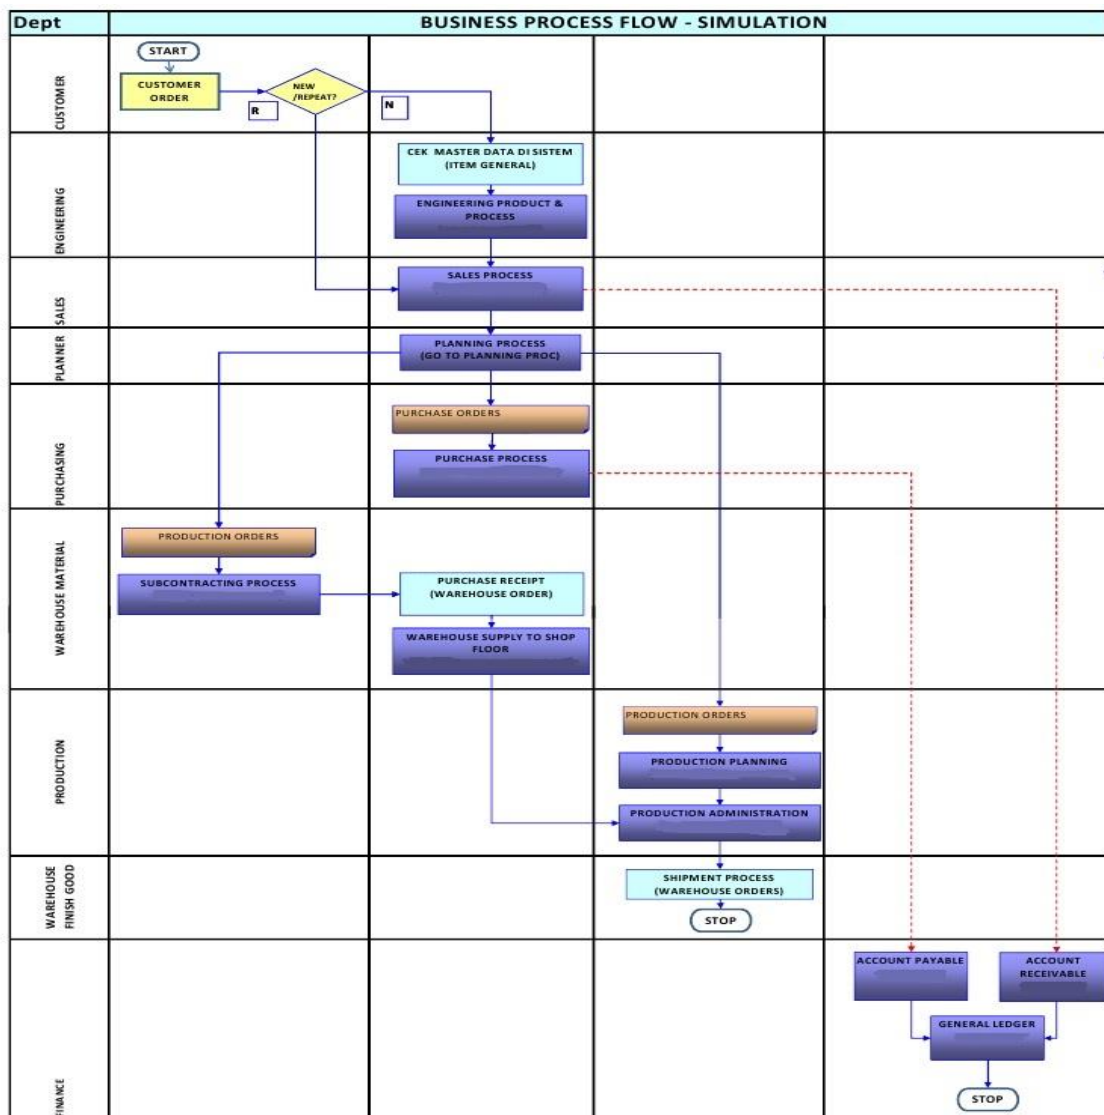 Dept
BUSINESS PROCESS FLOW - SIMULATION
CUSTOMER
START
CUSTOMER
ORDER
NEW
/REPEAT?
R
N
ENGINEERING
CEK MASTER DATA DI SISTEM
(ITEM GENERAL)
ENGINEERING PRODUCT &
PROCESS
SALES
SALES PROCESS
PLANNER
PLANNING PROCESS
(GO TO PLANNING PROC)
PURCHASING
PURCHASE ORDERS
PURCHASE PROCESS
WAREHOUSE MATERIAL
PRODUCTION ORDERS
SUBCONTRACTING PROCESS
PURCHASE RECEIPT
(WAREHOUSE ORDER)
WAREHOUSE SUPPLY TO SHOP
FLOOR
PRODUCTION
PRODUCTION ORDERS
PRODUCTION PLANNING
PRODUCTION ADMINISTRATION
WAREHOUSE
FINISH GOOD
SHIPMENT PROCESS
(WAREHOUSE ORDERS)
STOP
FINANCE
ACCOUNT PAYABLE
ACCOUNT
RECEIVABLE
GENERAL LEDGER
STOP